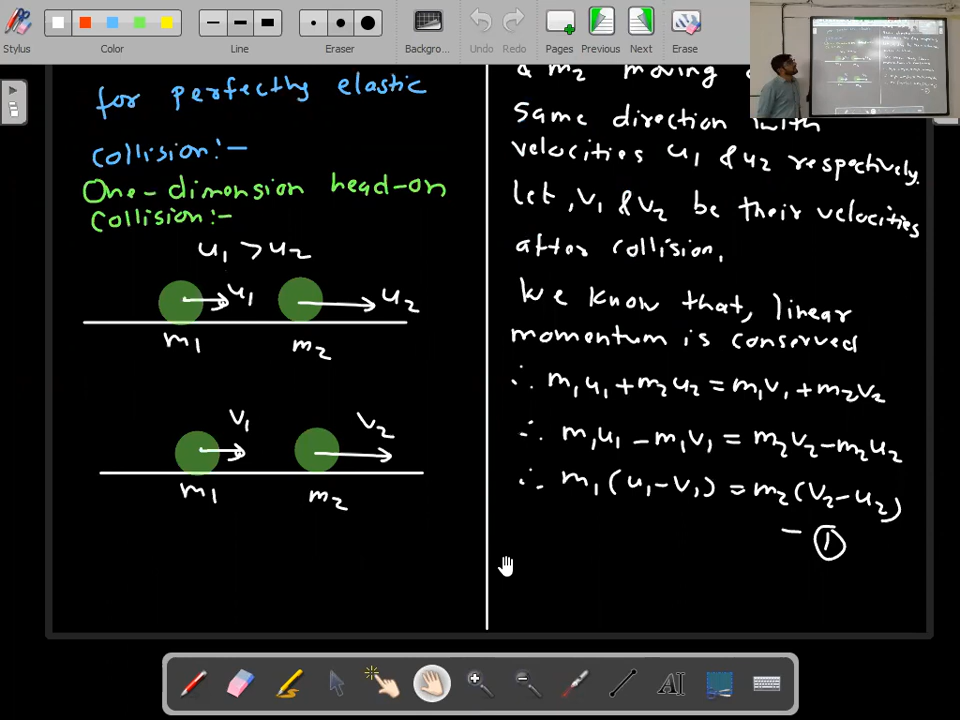 Stylus
Color
Line
Eraser
Backgro...
Undo
Redo
Pages
Previous
Next
Erase
for perfectly elastic
Collision:-
One-dimension head-on
Collision:-
u₁ > u₂
u₁
u₂
m₁
m₂
v₁
v₂
m₁
m₂
& m₂ moving
Same direction with
velocities u₁ & u₂ respectively.
let, v₁ & v₂ be their velocities
after collision.
We know that, linear
momentum is conserved
∴ m₁u₁ + m₂u₂ = m₁v₁ + m₂v₂
∴ m₁u₁ - m₁v₁ = m₂v₂ - m₂u₂
∴ m₁(u₁-v₁) = m₂(v₂-u₂)
- ①